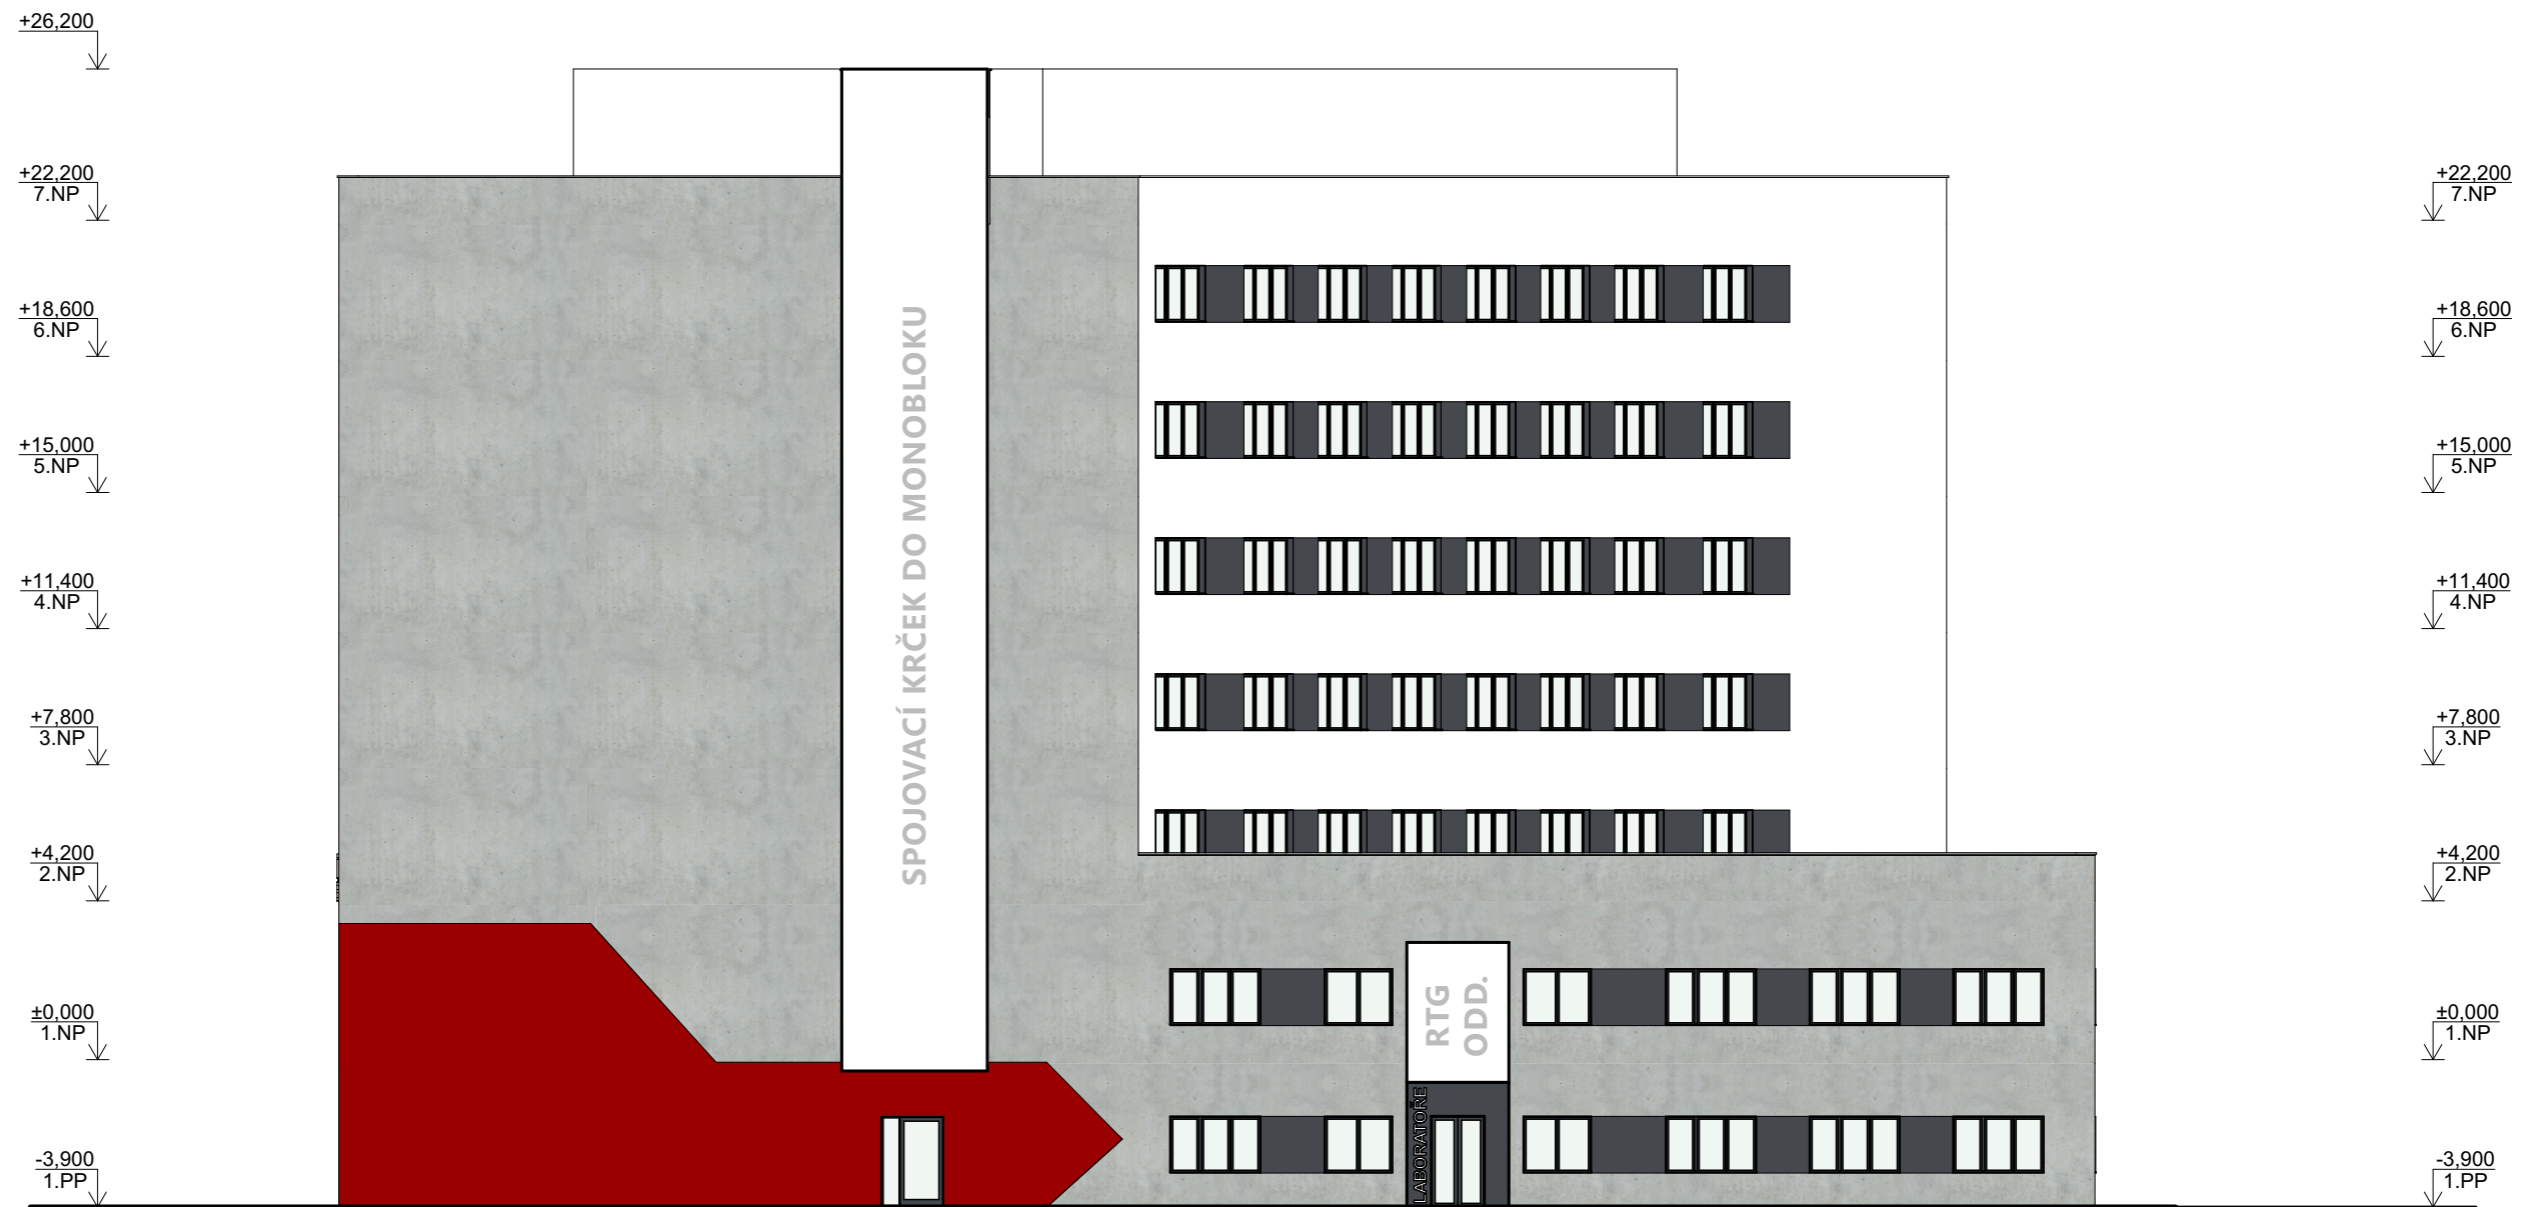 +26,200
+22,200
7.NP
+18,600
6.NP
+15,000
5.NP
+11,400
4.NP
+7,800
3.NP
+4,200
2.NP
±0,000
1.NP
-3,900
1.PP
SPOJOVACÍ KRČEK DO MONOBLOKU
RTG
ODD.
LABORATOŘE
+22,200
7.NP
+18,600
6.NP
+15,000
5.NP
+11,400
4.NP
+7,800
3.NP
+4,200
2.NP
±0,000
1.NP
-3,900
1.PP